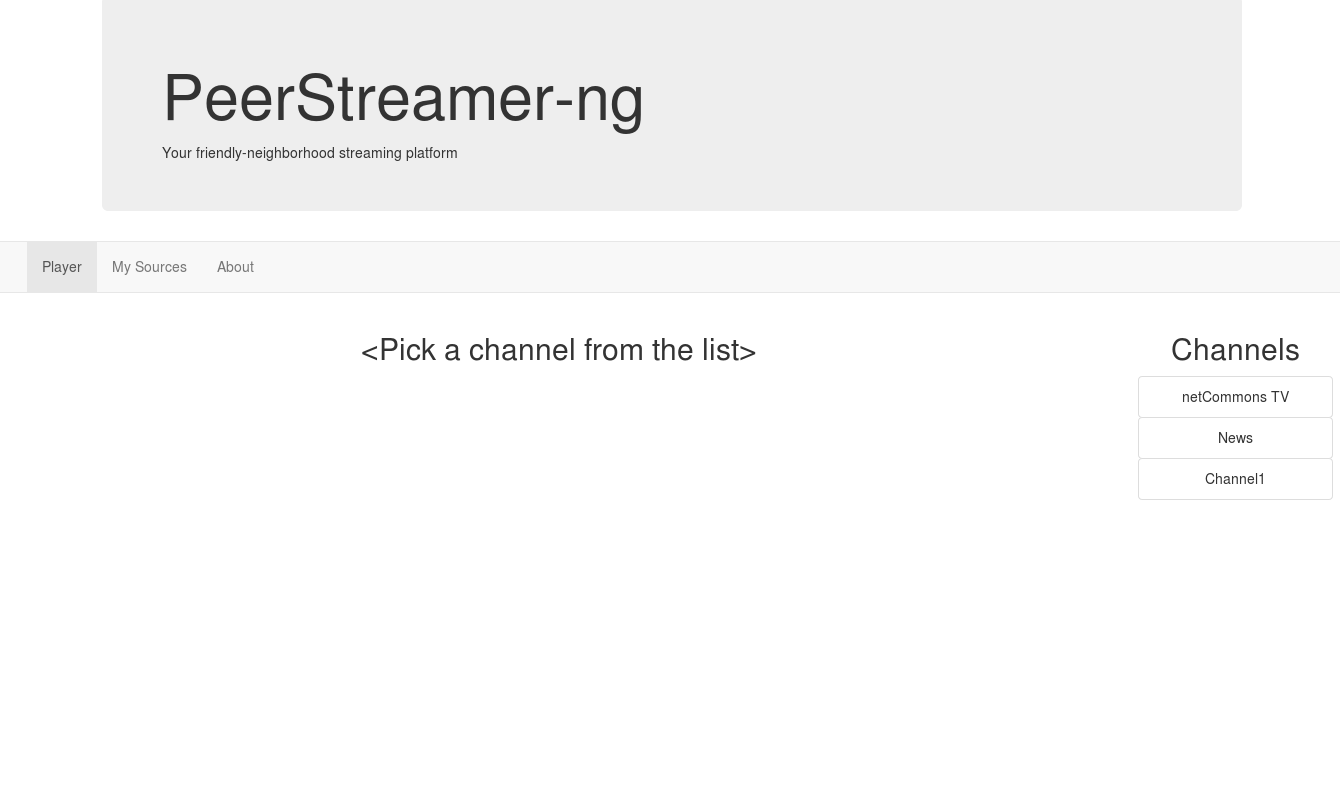 PeerStreamer-ng
Your friendly-neighborhood streaming platform
Player
My Sources
About
<Pick a channel from the list>
Channels
netCommons TV
News
Channel1